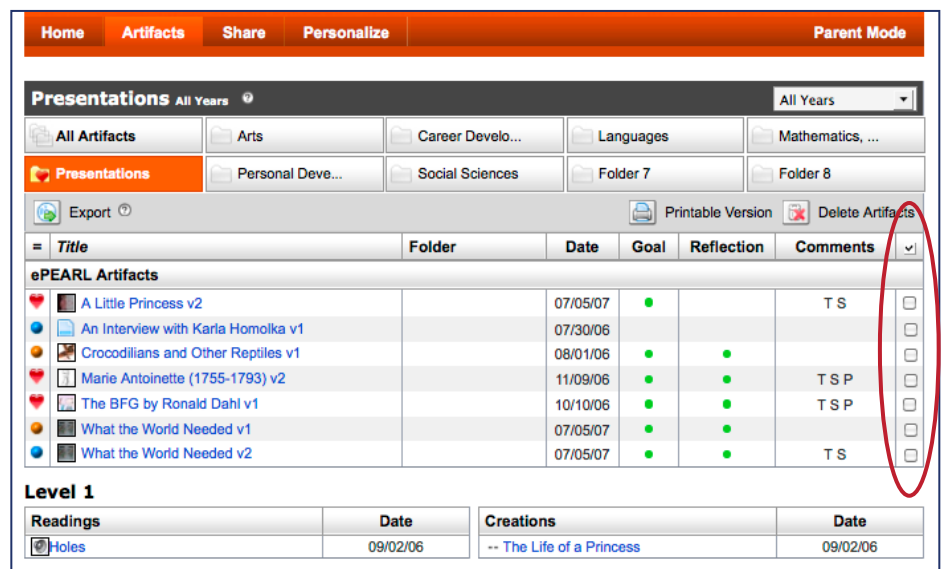 Home Artifacts Share Personalize Parent Mode
Presentations All Years ? All Years
All Artifacts Arts Career Develo... Languages Mathematics, ...
Presentations Personal Deve... Social Sciences Folder 7 Folder 8
Export ? Printable Version Delete Artifacts
= Title Folder Date Goal Reflection Comments
ePEARL Artifacts
A Little Princess v2 07/05/07 T S
An Interview with Karla Homolka v1 07/30/06
Crocodilians and Other Reptiles v1 08/01/06
Marie Antoinette (1755-1793) v2 11/09/06 T S P
The BFG by Ronald Dahl v1 10/10/06 T S P
What the World Needed v1 07/05/07
What the World Needed v2 07/05/07 T S
Level 1
Readings Date Creations Date
Holes 09/02/06 -- The Life of a Princess 09/02/06